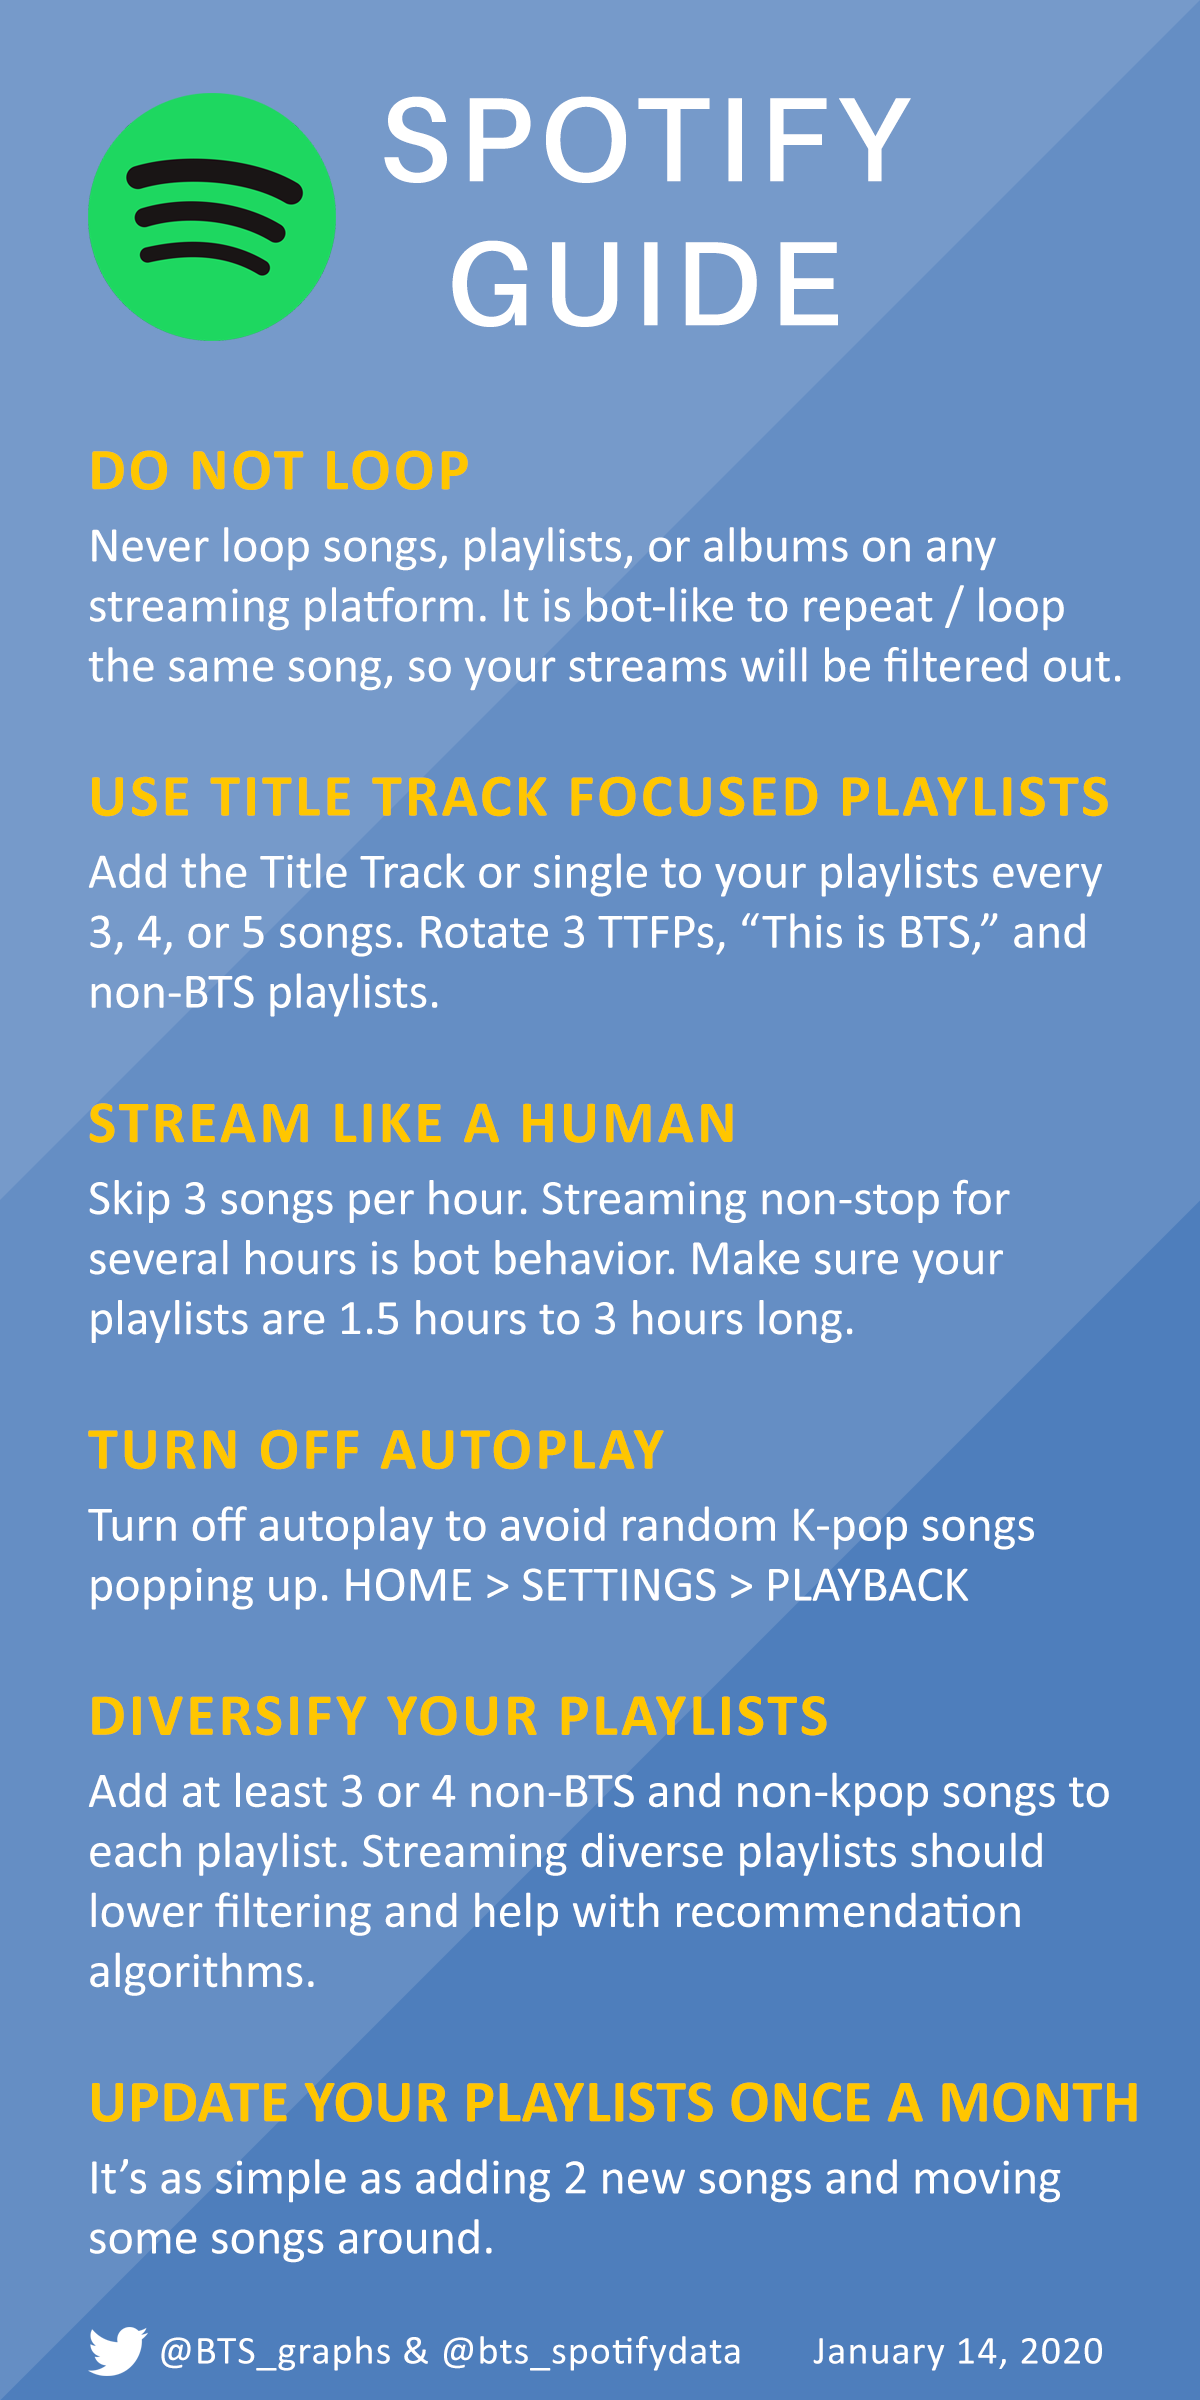 SPOTIFY
GUIDE
DO NOT LOOP
Never loop songs, playlists, or albums on any
streaming platform. It is bot-like to repeat / loop
the same song, so your streams will be filtered out.
USE TITLE TRACK FOCUSED PLAYLISTS
Add the Title Track or single to your playlists every
3, 4, or 5 songs. Rotate 3 TTFPs, “This is BTS,” and
non-BTS playlists.
STREAM LIKE A HUMAN
Skip 3 songs per hour. Streaming non-stop for
several hours is bot behavior. Make sure your
playlists are 1.5 hours to 3 hours long.
TURN OFF AUTOPLAY
Turn off autoplay to avoid random K-pop songs
popping up. HOME > SETTINGS > PLAYBACK
DIVERSIFY YOUR PLAYLISTS
Add at least 3 or 4 non-BTS and non-kpop songs to
each playlist. Streaming diverse playlists should
lower filtering and help with recommendation
algorithms.
UPDATE YOUR PLAYLISTS ONCE A MONTH
It’s as simple as adding 2 new songs and moving
some songs around.
@BTS_graphs & @bts_spotifydata January 14, 2020